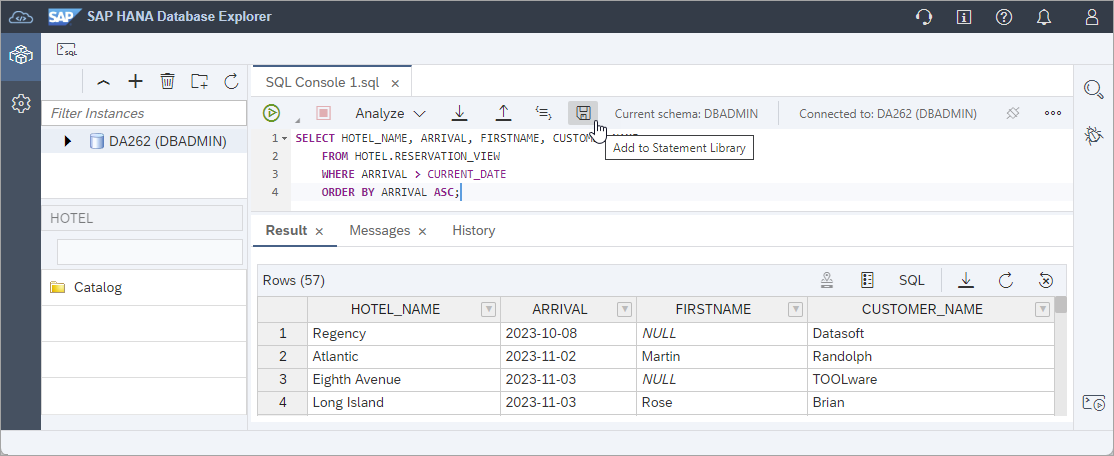 SAP SAP HANA Database Explorer
SQL
SQL Console 1.sql
Filter Instances
DA262 (DBADMIN)
HOTEL
Catalog
Analyze Current schema: DBADMIN Connected to: DA262 (DBADMIN)
Add to Statement Library
1 SELECT HOTEL_NAME, ARRIVAL, FIRSTNAME,
2 FROM HOTEL.RESERVATION_VIEW
3 WHERE ARRIVAL > CURRENT_DATE
4 ORDER BY ARRIVAL ASC;
Result Messages History
Rows (57) SQL
HOTEL_NAME ARRIVAL FIRSTNAME CUSTOMER_NAME
1 Regency 2023-10-08 NULL Datasoft
2 Atlantic 2023-11-02 Martin Randolph
3 Eighth Avenue 2023-11-03 NULL TOOLware
4 Long Island 2023-11-03 Rose Brian